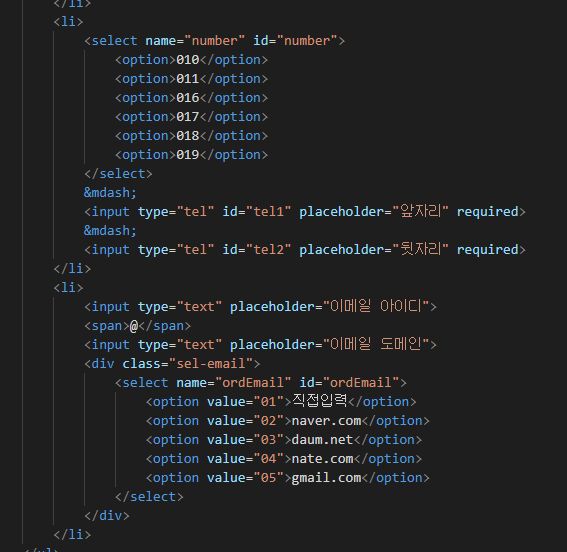 </li>
<li>
<select name="number" id="number">
<option>010</option>
<option>011</option>
<option>016</option>
<option>017</option>
<option>018</option>
<option>019</option>
</select>
&mdash;
<input type="tel" id="tel1" placeholder="앞자리" required>
&mdash;
<input type="tel" id="tel2" placeholder="뒷자리" required>
</li>
<li>
<input type="text" placeholder="이메일 아이디">
<span>@</span>
<input type="text" placeholder="이메일 도메인">
<div class="sel-email">
<select name="ordEmail" id="ordEmail">
<option value="01">직접입력</option>
<option value="02">naver.com</option>
<option value="03">daum.net</option>
<option value="04">nate.com</option>
<option value="05">gmail.com</option>
</select>
</div>
</li>
</ul>